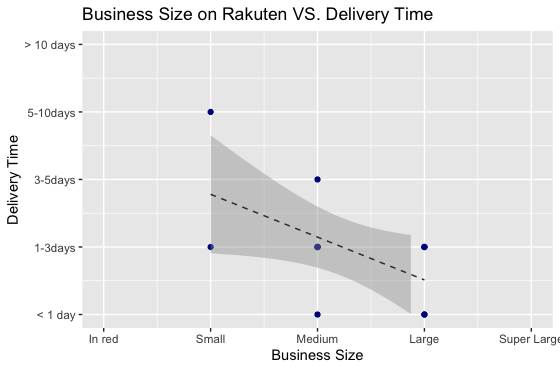 Business Size on Rakuten VS. Delivery Time
> 10 days
5-10days
3-5days
1-3days
< 1 day
Delivery Time
In red
Small
Medium
Large
Super Large
Business Size